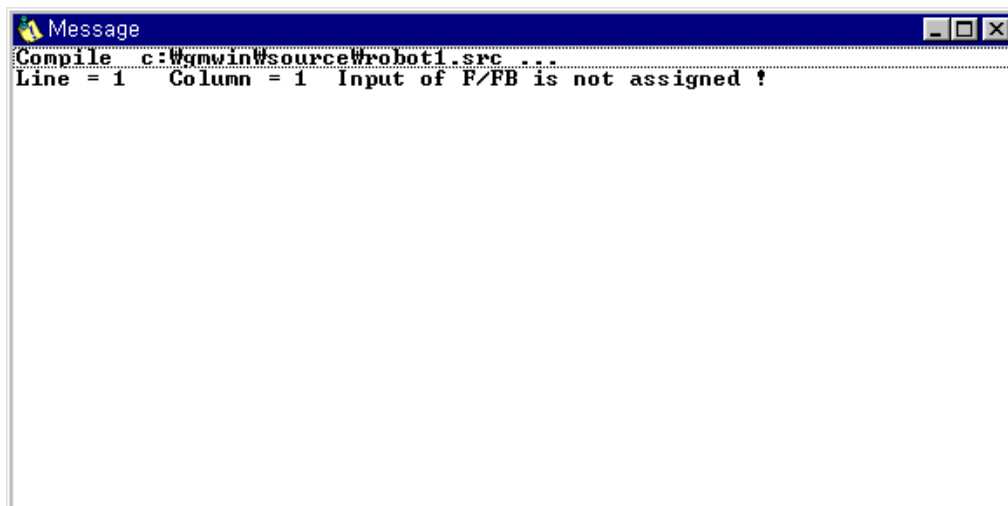 Message
Compile c:₩gmwin₩source₩robot1.src ...
Line = 1 Column = 1 Input of F/FB is not assigned !